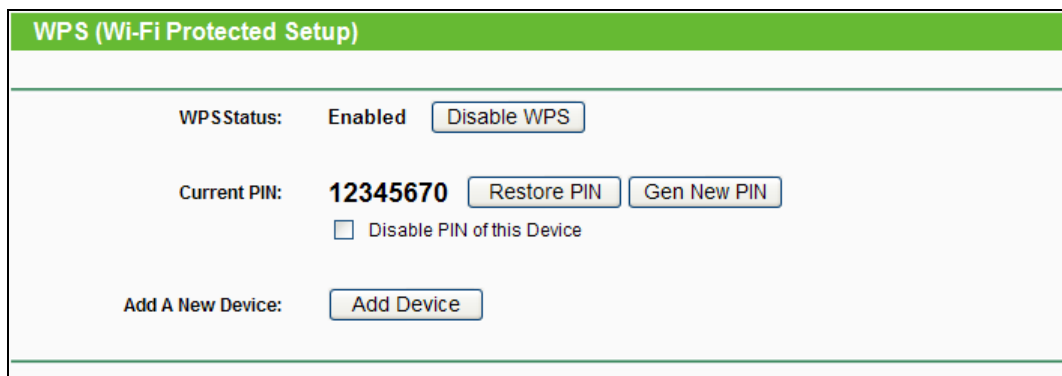 WPS (Wi-Fi Protected Setup)
WPS Status: Enabled Disable WPS
Current PIN: 12345670 Restore PIN Gen New PIN
Disable PIN of this Device
Add A New Device: Add Device